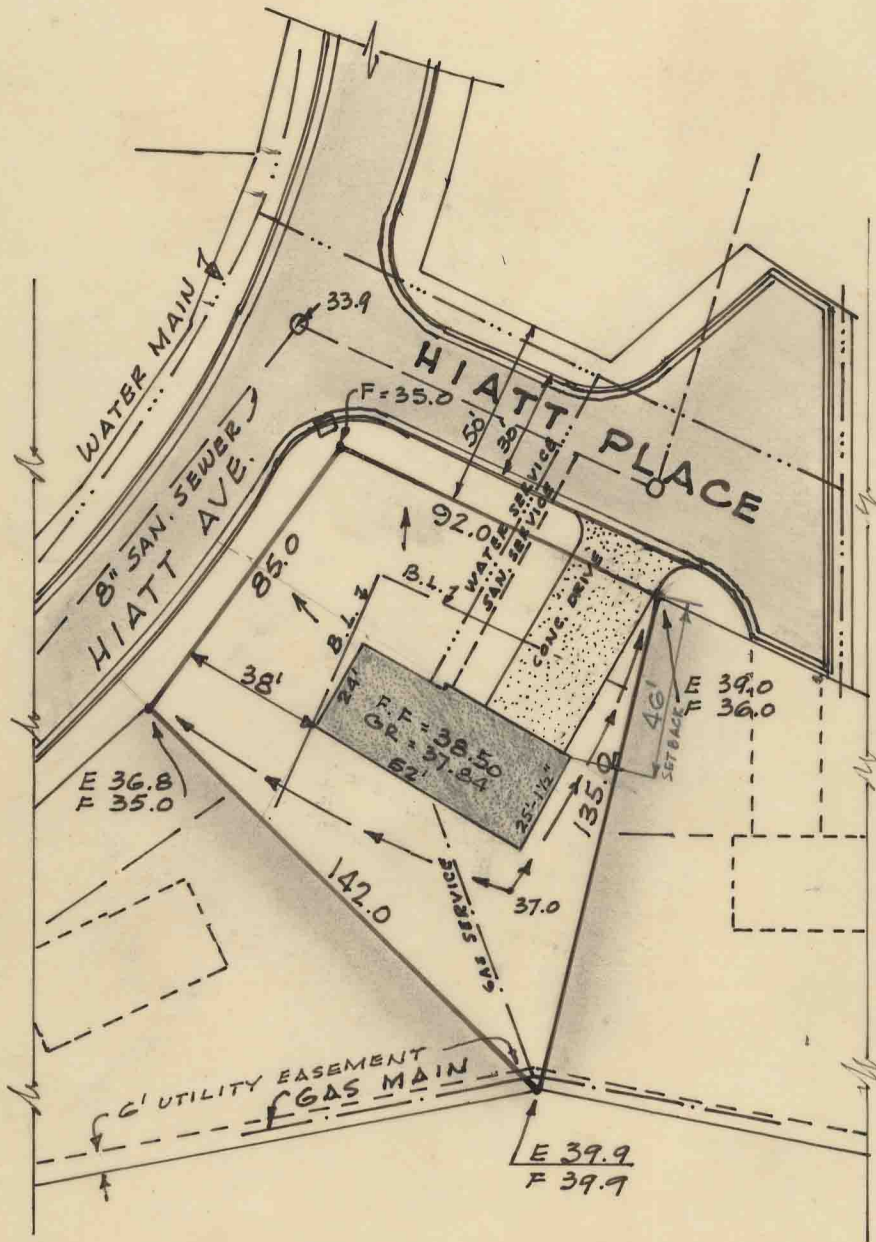 WATER MAIN
33.9
HIATT PLACE
F=35.0
50'
30'
8" SAN. SEWER
HIATT AVE.
92.0
85.0
WATER SERVICE
SAN. SERVICE
B.L.
B.L.
CONC. DRIVE
38'
24'
F F = 38.50
GR = 37.84
52'
25'-1½"
E 39.0
F 36.0
46'
SETBACK
135.0
E 36.8
F 35.0
142.0
GAS SERVICE
37.0
6' UTILITY EASEMENT
GAS MAIN
E 39.9
F 39.9